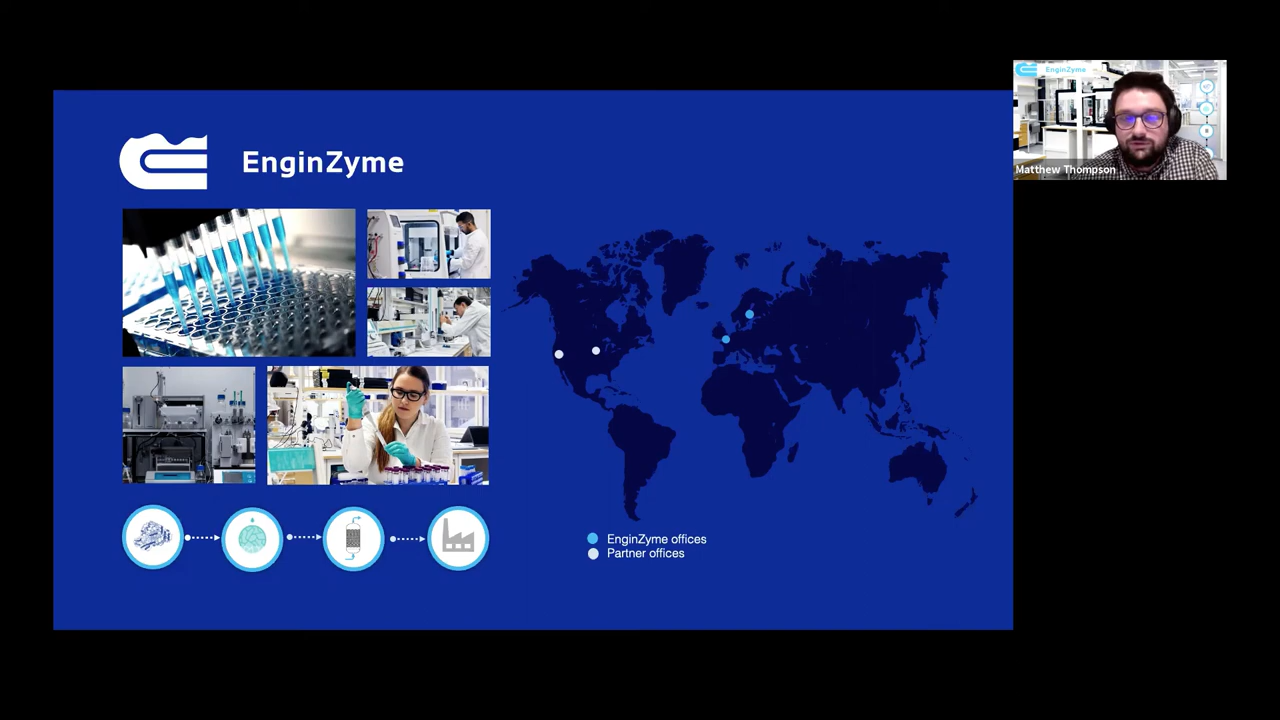 EnginZyme
EnginZyme offices
Partner offices
EnginZyme
Matthew Thompson